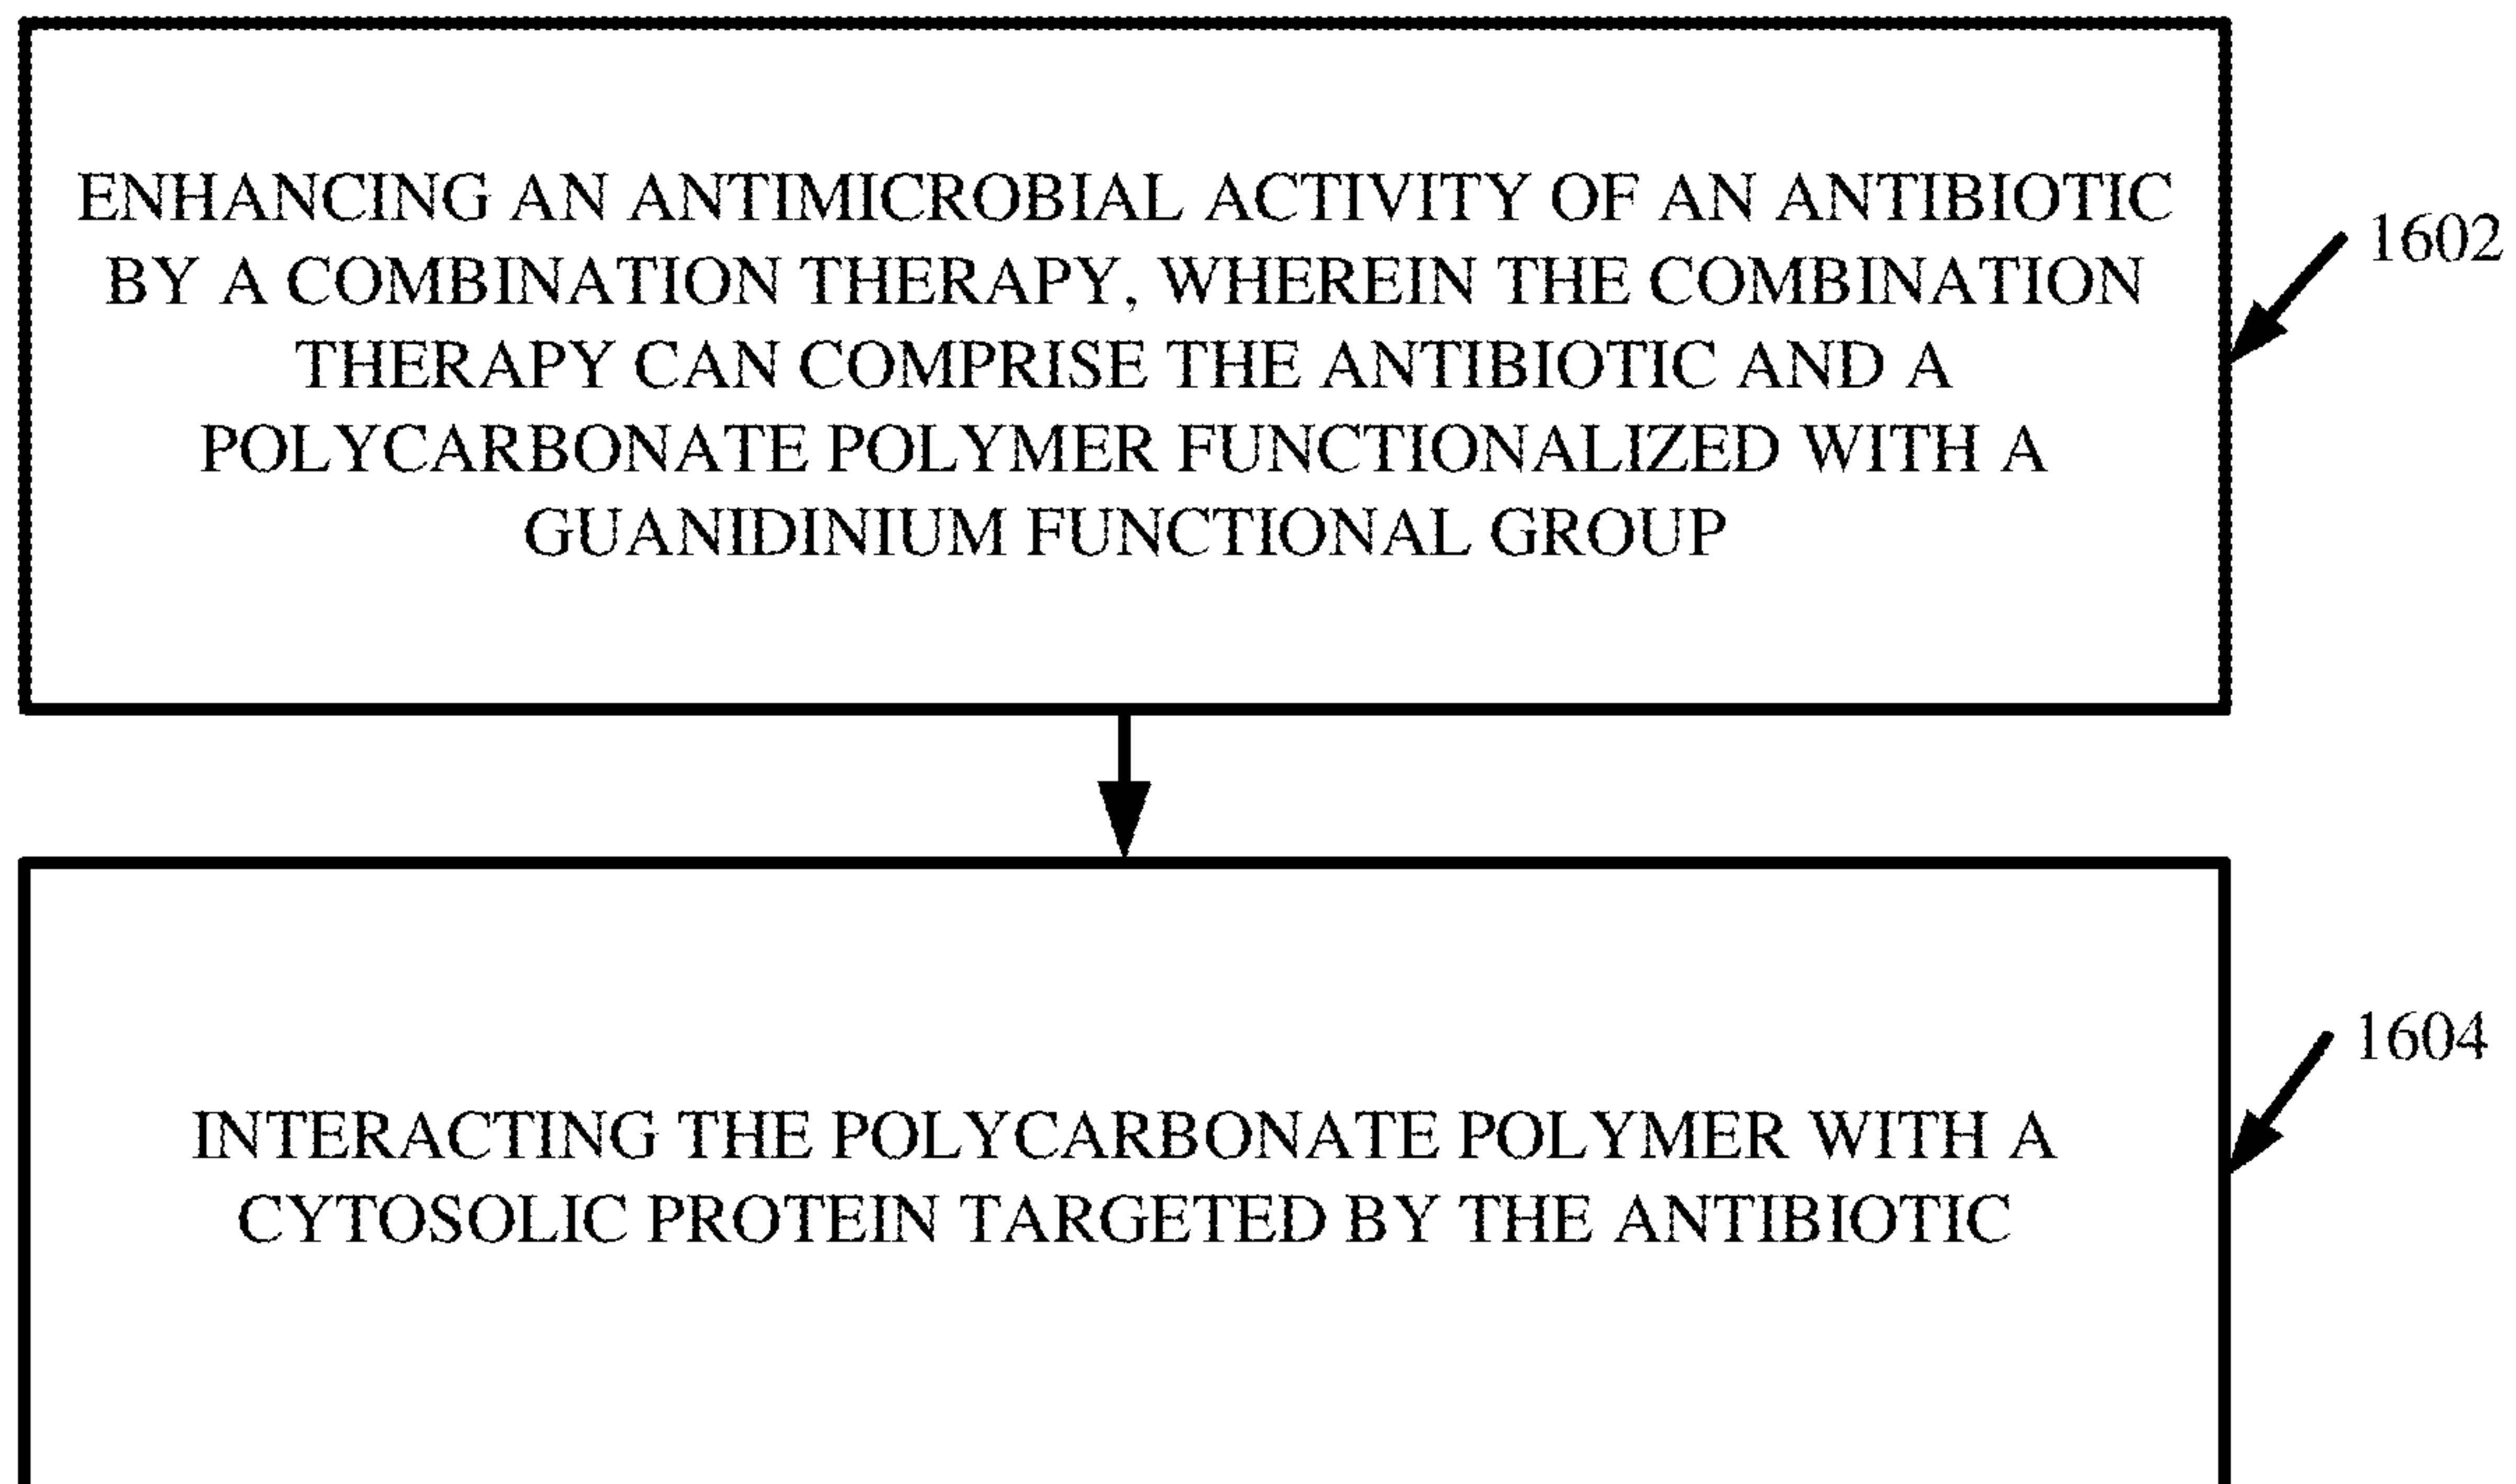 ENHANCING AN ANTIMICROBIAL ACTIVITY OF AN ANTIBIOTIC
BY A COMBINATION THERAPY, WHEREIN THE COMBINATION
THERAPY CAN COMPRISE THE ANTIBIOTIC AND A
POLYCARBONATE POLYMER FUNCTIONALIZED WITH A
GUANIDINIUM FUNCTIONAL GROUP
1602
1604
INTERACTING THE POLYCARBONATE POLYMER WITH A
CYTOSOLIC PROTEIN TARGETED BY THE ANTIBIOTIC